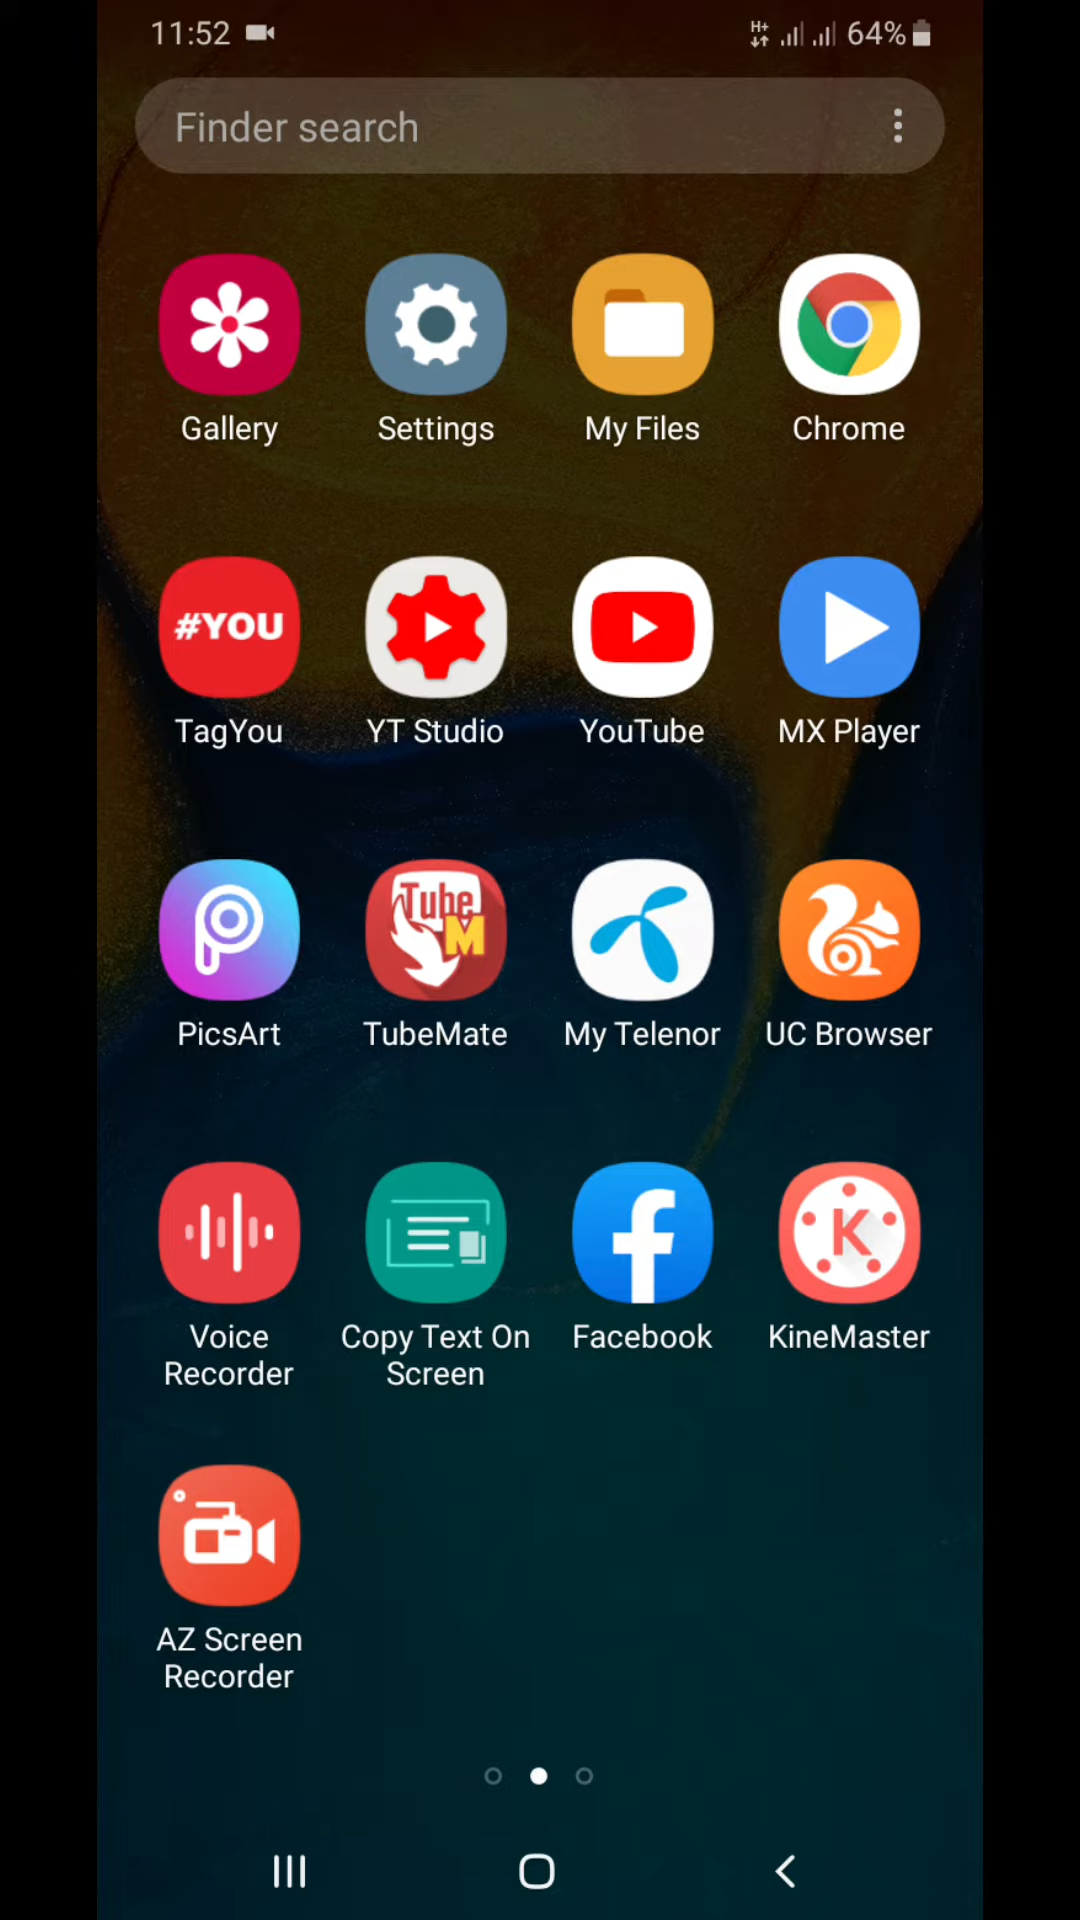 11:52 H+ 64%
Finder search
Gallery Settings My Files Chrome
#YOU
TagYou YT Studio YouTube MX Player
Tube
M
PicsArt TubeMate My Telenor UC Browser
K
Voice Recorder Copy Text On Screen Facebook KineMaster
AZ Screen
Recorder